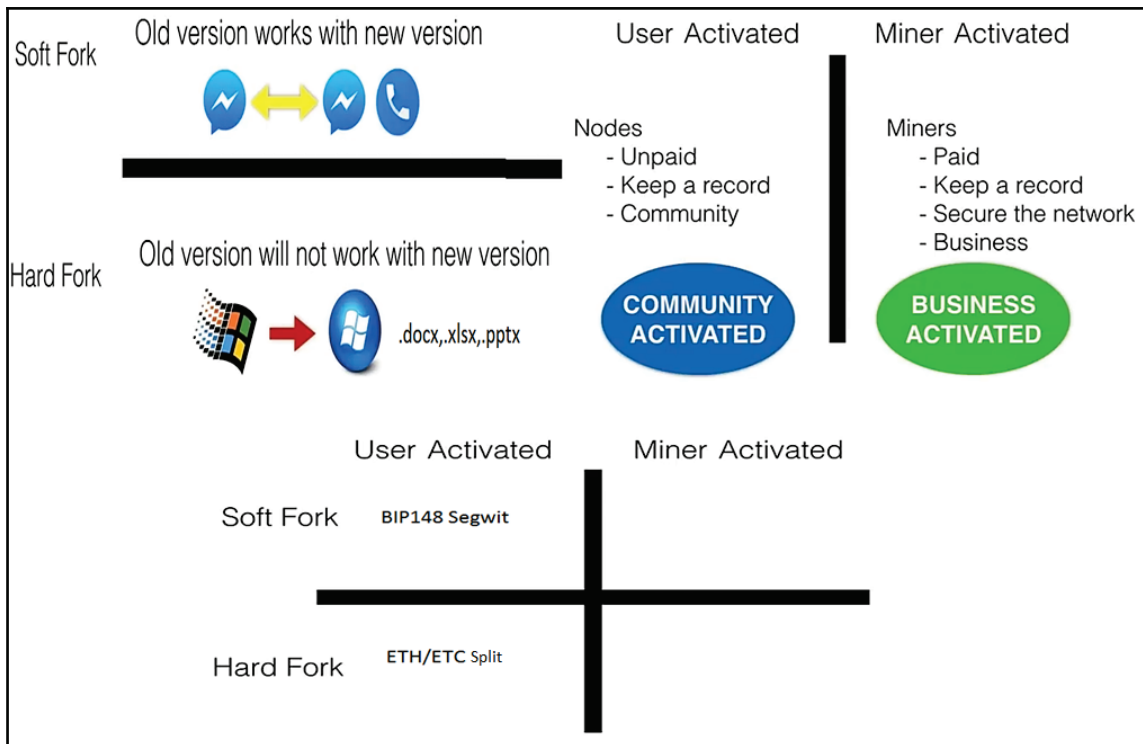 Soft Fork
Old version works with new version
Hard Fork
Old version will not work with new version
.docx,.xlsx,.pptx
User Activated
Nodes
- Unpaid
- Keep a record
- Community
COMMUNITY
ACTIVATED
Miner Activated
Miners
- Paid
- Keep a record
- Secure the network
- Business
BUSINESS
ACTIVATED
User Activated
Miner Activated
Soft Fork
BIP148 Segwit
Hard Fork
ETH/ETC Split